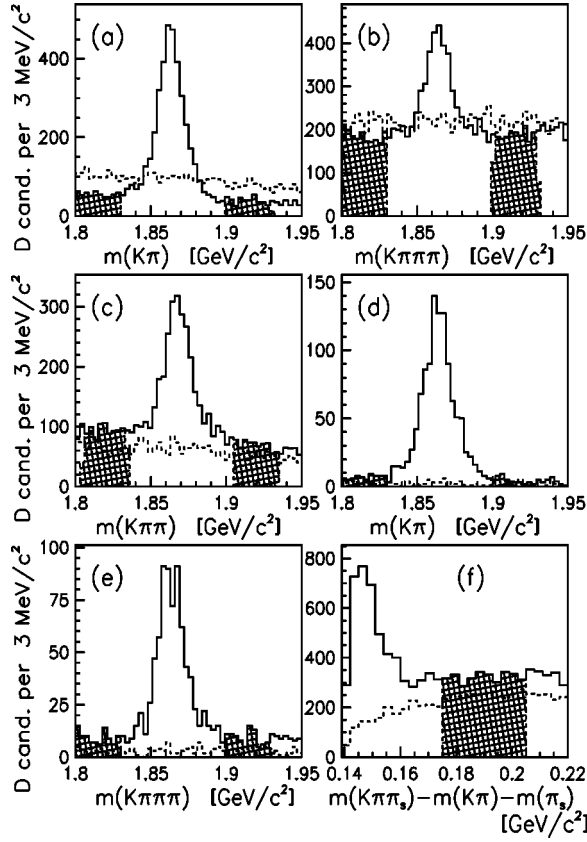 (a)
D cand. per 3 MeV/c²
400
200
0
1.8 1.85 1.9 1.95
m(Kπ) [GeV/c²]
(b)
400
300
200
100
0
1.8 1.85 1.9 1.95
m(Kπππ) [GeV/c²]
(c)
D cand. per 3 MeV/c²
300
200
100
0
1.8 1.85 1.9 1.95
m(Kππ) [GeV/c²]
(d)
150
100
50
0
1.8 1.85 1.9 1.95
m(Kπ) [GeV/c²]
(e)
D cand. per 3 MeV/c²
100
75
50
25
0
1.8 1.85 1.9 1.95
m(Kπππ) [GeV/c²]
(f)
800
600
400
200
0
0.14 0.16 0.18 0.2 0.22
m(Kππₛ)−m(Kπ)−m(πₛ)
[GeV/c²]